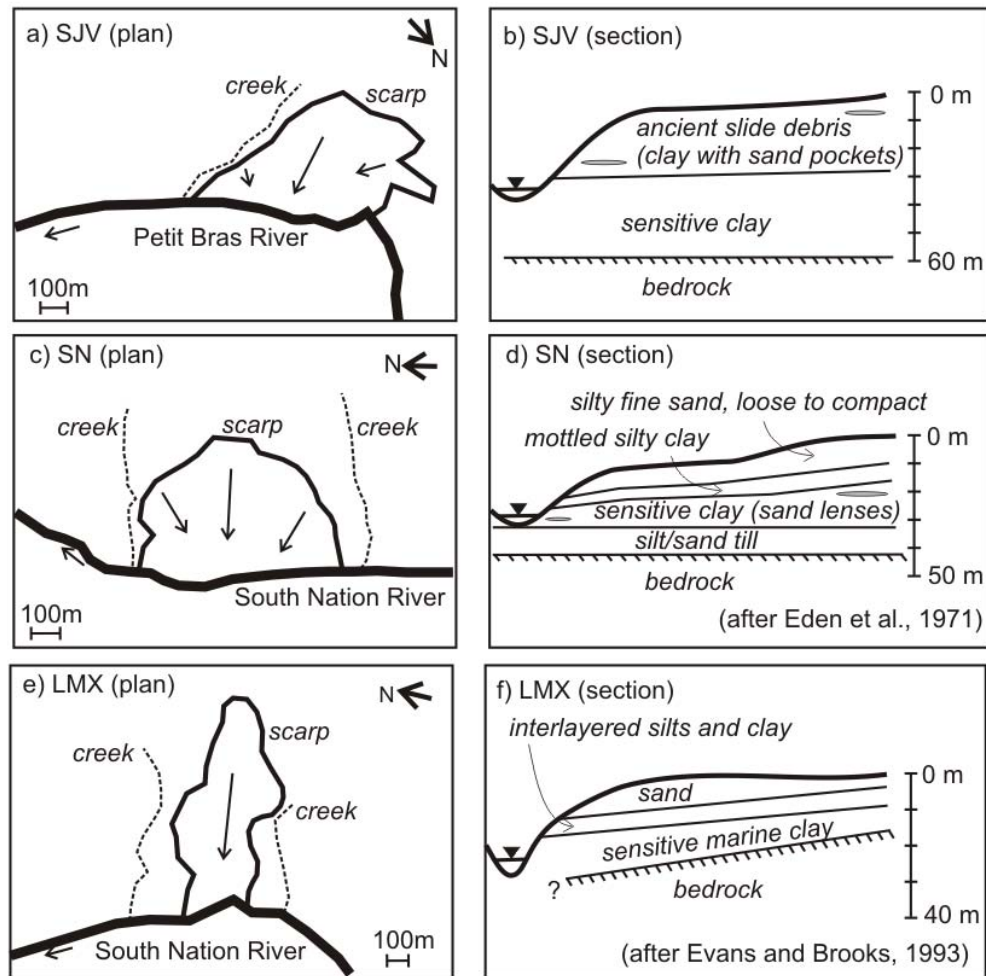 a) SJV (plan)
N
creek
scarp
Petit Bras River
100m
b) SJV (section)
0 m
ancient slide debris
(clay with sand pockets)
sensitive clay
60 m
bedrock
c) SN (plan)
N
creek
scarp
creek
South Nation River
100m
d) SN (section)
silty fine sand, loose to compact
0 m
mottled silty clay
sensitive clay (sand lenses)
silt/sand till
bedrock
50 m
(after Eden et al., 1971)
e) LMX (plan)
N
scarp
creek
creek
South Nation River
100m
f) LMX (section)
interlayered silts and clay
0 m
sand
sensitive marine clay
?
bedrock
40 m
(after Evans and Brooks, 1993)